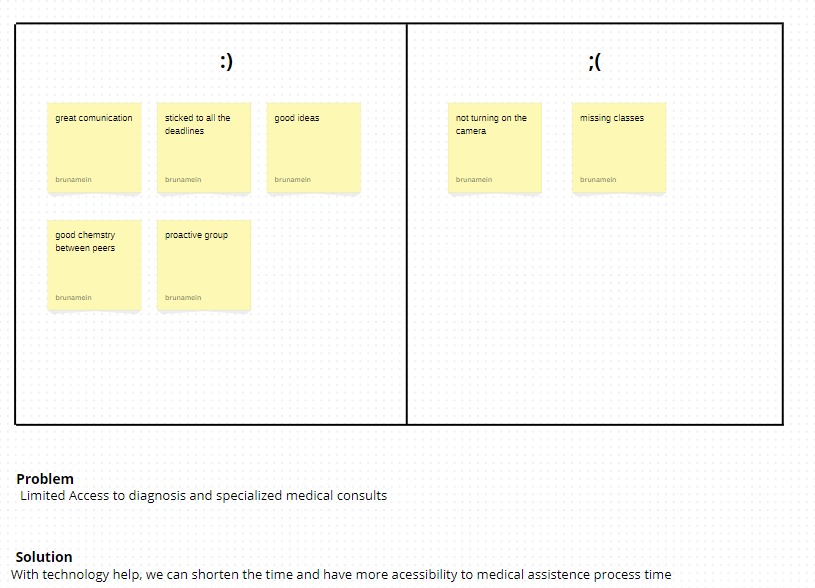 :)
;(
great comunication
brunamein
sticked to all the
deadlines
brunamein
good ideas
brunamein
not turning on the
camera
brunamein
missing classes
brunamein
good chemstry
between peers
brunamein
proactive group
brunamein
Problem
Limited Access to diagnosis and specialized medical consults
Solution
With technology help, we can shorten the time and have more acessibility to medical assistence process time